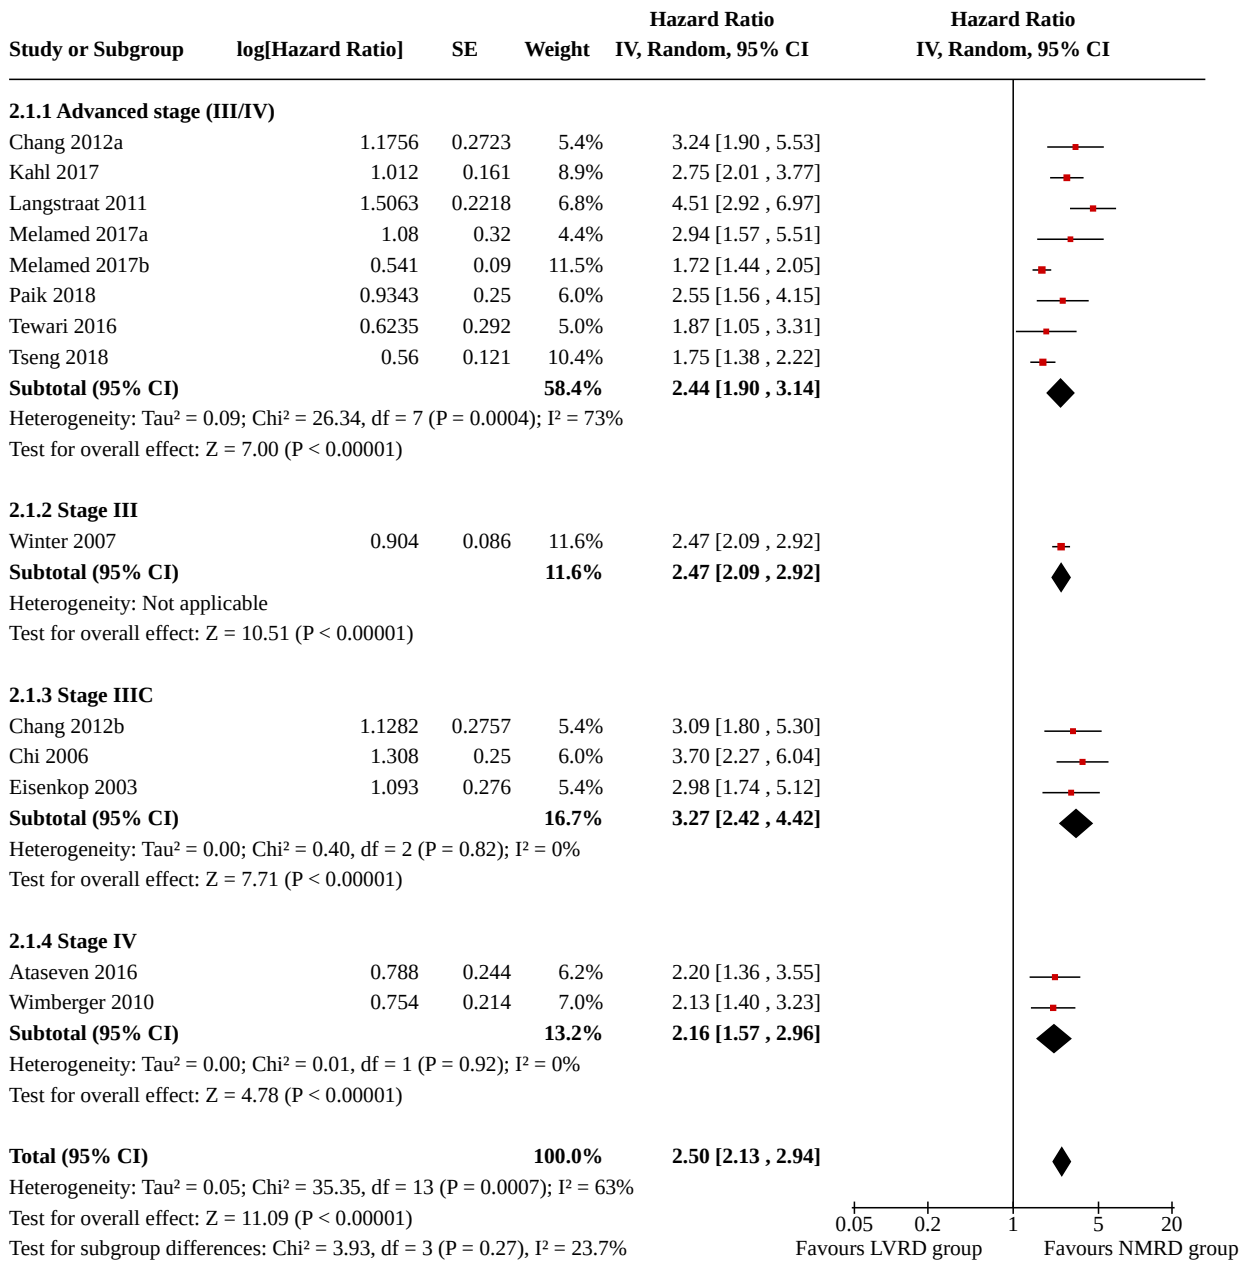 Hazard Ratio Hazard Ratio
Study or Subgroup log[Hazard Ratio] SE Weight IV, Random, 95% CI IV, Random, 95% CI
2.1.1 Advanced stage (III/IV)
Chang 2012a 1.1756 0.2723 5.4% 3.24 [1.90 , 5.53]
Kahl 2017 1.012 0.161 8.9% 2.75 [2.01 , 3.77]
Langstraat 2011 1.5063 0.2218 6.8% 4.51 [2.92 , 6.97]
Melamed 2017a 1.08 0.32 4.4% 2.94 [1.57 , 5.51]
Melamed 2017b 0.541 0.09 11.5% 1.72 [1.44 , 2.05]
Paik 2018 0.9343 0.25 6.0% 2.55 [1.56 , 4.15]
Tewari 2016 0.6235 0.292 5.0% 1.87 [1.05 , 3.31]
Tseng 2018 0.56 0.121 10.4% 1.75 [1.38 , 2.22]
Subtotal (95% CI) 58.4% 2.44 [1.90 , 3.14]
Heterogeneity: Tau² = 0.09; Chi² = 26.34, df = 7 (P = 0.0004); I² = 73%
Test for overall effect: Z = 7.00 (P < 0.00001)
2.1.2 Stage III
Winter 2007 0.904 0.086 11.6% 2.47 [2.09 , 2.92]
Subtotal (95% CI) 11.6% 2.47 [2.09 , 2.92]
Heterogeneity: Not applicable
Test for overall effect: Z = 10.51 (P < 0.00001)
2.1.3 Stage IIIC
Chang 2012b 1.1282 0.2757 5.4% 3.09 [1.80 , 5.30]
Chi 2006 1.308 0.25 6.0% 3.70 [2.27 , 6.04]
Eisenkop 2003 1.093 0.276 5.4% 2.98 [1.74 , 5.12]
Subtotal (95% CI) 16.7% 3.27 [2.42 , 4.42]
Heterogeneity: Tau² = 0.00; Chi² = 0.40, df = 2 (P = 0.82); I² = 0%
Test for overall effect: Z = 7.71 (P < 0.00001)
2.1.4 Stage IV
Ataseven 2016 0.788 0.244 6.2% 2.20 [1.36 , 3.55]
Wimberger 2010 0.754 0.214 7.0% 2.13 [1.40 , 3.23]
Subtotal (95% CI) 13.2% 2.16 [1.57 , 2.96]
Heterogeneity: Tau² = 0.00; Chi² = 0.01, df = 1 (P = 0.92); I² = 0%
Test for overall effect: Z = 4.78 (P < 0.00001)
Total (95% CI) 100.0% 2.50 [2.13 , 2.94]
Heterogeneity: Tau² = 0.05; Chi² = 35.35, df = 13 (P = 0.0007); I² = 63%
Test for overall effect: Z = 11.09 (P < 0.00001) 0.05 0.2 1 5 20
Test for subgroup differences: Chi² = 3.93, df = 3 (P = 0.27), I² = 23.7% Favours LVRD group Favours NMRD group